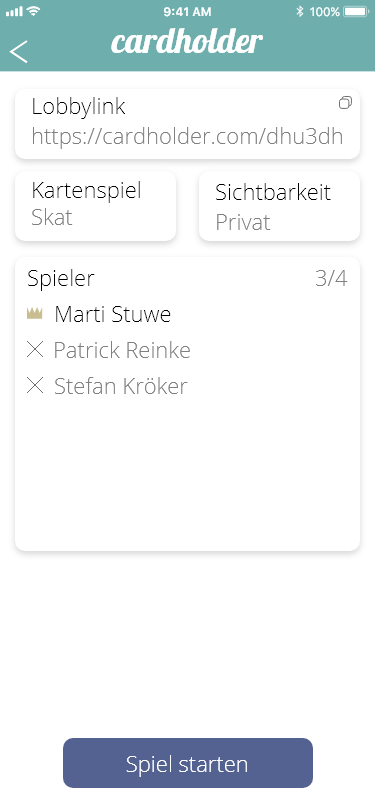 9:41 AM 100%
cardholder
Lobbylink
https://cardholder.com/dhu3dh
Kartenspiel
Skat
Sichtbarkeit
Privat
Spieler 3/4
Marti Stuwe
Patrick Reinke
Stefan Kröker
Spiel starten